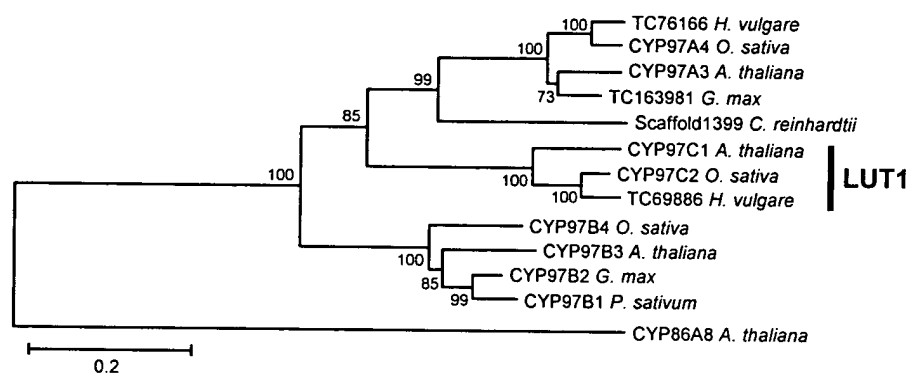 TC76166 H. vulgare
100
CYP97A4 O. sativa
100
CYP97A3 A. thaliana
99
73
TC163981 G. max
85
Scaffold1399 C. reinhardtii
CYP97C1 A. thaliana
100
CYP97C2 O. sativa
LUT1
100
100
TC69886 H. vulgare
CYP97B4 O. sativa
100
CYP97B3 A. thaliana
85
CYP97B2 G. max
99
CYP97B1 P. sativum
CYP86A8 A. thaliana
0.2